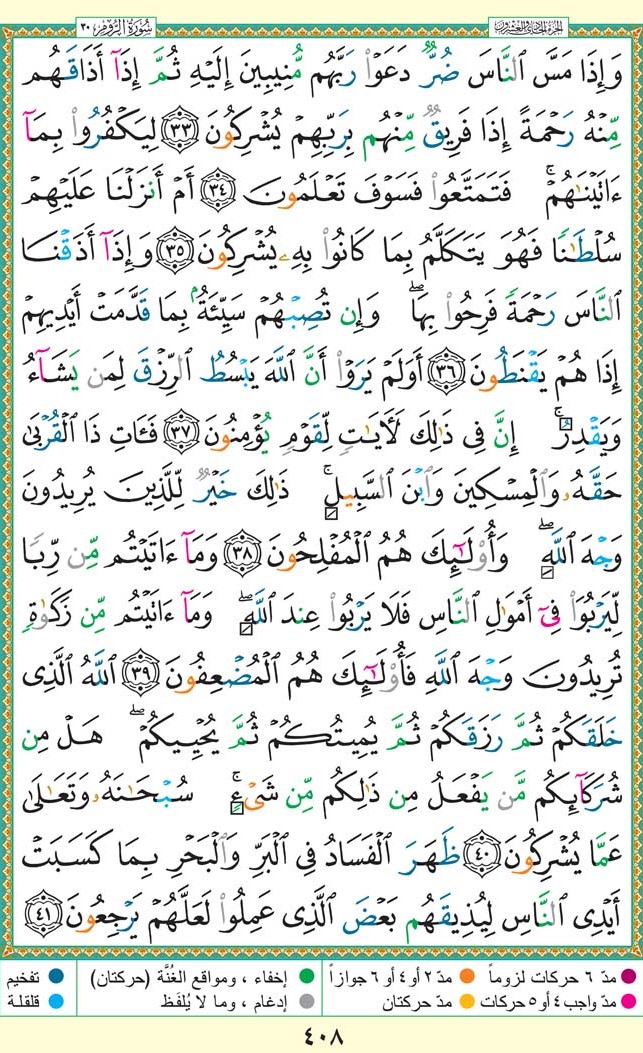 سُورَةُ الرُّومِ ٣٠
الجزء الحادي والعشرون
وَإِذَا مَسَّ ٱلنَّاسَ ضُرٌّ دَعَوْا۟ رَبَّهُم مُّنِيبِينَ إِلَيْهِ ثُمَّ إِذَآ أَذَاقَهُم
مِّنْهُ رَحْمَةً إِذَا فَرِيقٌ مِّنْهُم بِرَبِّهِمْ يُشْرِكُونَ ٣٣ لِيَكْفُرُوا۟ بِمَآ
ءَاتَيْنَٰهُمْ ۚ فَتَمَتَّعُوا۟ فَسَوْفَ تَعْلَمُونَ ٣٤ أَمْ أَنزَلْنَا عَلَيْهِمْ
سُلْطَٰنًا فَهُوَ يَتَكَلَّمُ بِمَا كَانُوا۟ بِهِۦ يُشْرِكُونَ ٣٥ وَإِذَآ أَذَقْنَا
ٱلنَّاسَ رَحْمَةً فَرِحُوا۟ بِهَا ۖ وَإِن تُصِبْهُمْ سَيِّئَةٌۢ بِمَا قَدَّمَتْ أَيْدِيهِمْ
إِذَا هُمْ يَقْنَطُونَ ٣٦ أَوَلَمْ يَرَوْا۟ أَنَّ ٱللَّهَ يَبْسُطُ ٱلرِّزْقَ لِمَن يَشَآءُ
وَيَقْدِرُ ۚ إِنَّ فِى ذَٰلِكَ لَءَايَٰتٍ لِّقَوْمٍ يُؤْمِنُونَ ٣٧ فَـَٔاتِ ذَا ٱلْقُرْبَىٰ
حَقَّهُۥ وَٱلْمِسْكِينَ وَٱبْنَ ٱلسَّبِيلِ ۚ ذَٰلِكَ خَيْرٌ لِّلَّذِينَ يُرِيدُونَ
وَجْهَ ٱللَّهِ ۖ وَأُو۟لَٰٓئِكَ هُمُ ٱلْمُفْلِحُونَ ٣٨ وَمَآ ءَاتَيْتُم مِّن رِّبًا
لِّيَرْبُوَا۟ فِىٓ أَمْوَٰلِ ٱلنَّاسِ فَلَا يَرْبُوا۟ عِندَ ٱللَّهِ ۖ وَمَآ ءَاتَيْتُم مِّن زَكَوٰةٍ
تُرِيدُونَ وَجْهَ ٱللَّهِ فَأُو۟لَٰٓئِكَ هُمُ ٱلْمُضْعِفُونَ ٣٩ ٱللَّهُ ٱلَّذِى
خَلَقَكُمْ ثُمَّ رَزَقَكُمْ ثُمَّ يُمِيتُكُمْ ثُمَّ يُحْيِيكُمْ ۖ هَلْ مِن
شُرَكَآئِكُم مَّن يَفْعَلُ مِن ذَٰلِكُم مِّن شَىْءٍ ۚ سُبْحَٰنَهُۥ وَتَعَٰلَىٰ
عَمَّا يُشْرِكُونَ ٤٠ ظَهَرَ ٱلْفَسَادُ فِى ٱلْبَرِّ وَٱلْبَحْرِ بِمَا كَسَبَتْ
أَيْدِى ٱلنَّاسِ لِيُذِيقَهُم بَعْضَ ٱلَّذِى عَمِلُوا۟ لَعَلَّهُمْ يَرْجِعُونَ ٤١
مدّ ٦ حركات لزوماً مدّ ٢ أو ٤ أو ٦ جوازاً إخفاء ، ومواقع الغُنَّة (حركتان) تفخيم
مدّ واجب ٤ أو ٥ حركات مدّ حركتان إدغام ، وما لا يُلفَظ قلقلة
٤٠٨